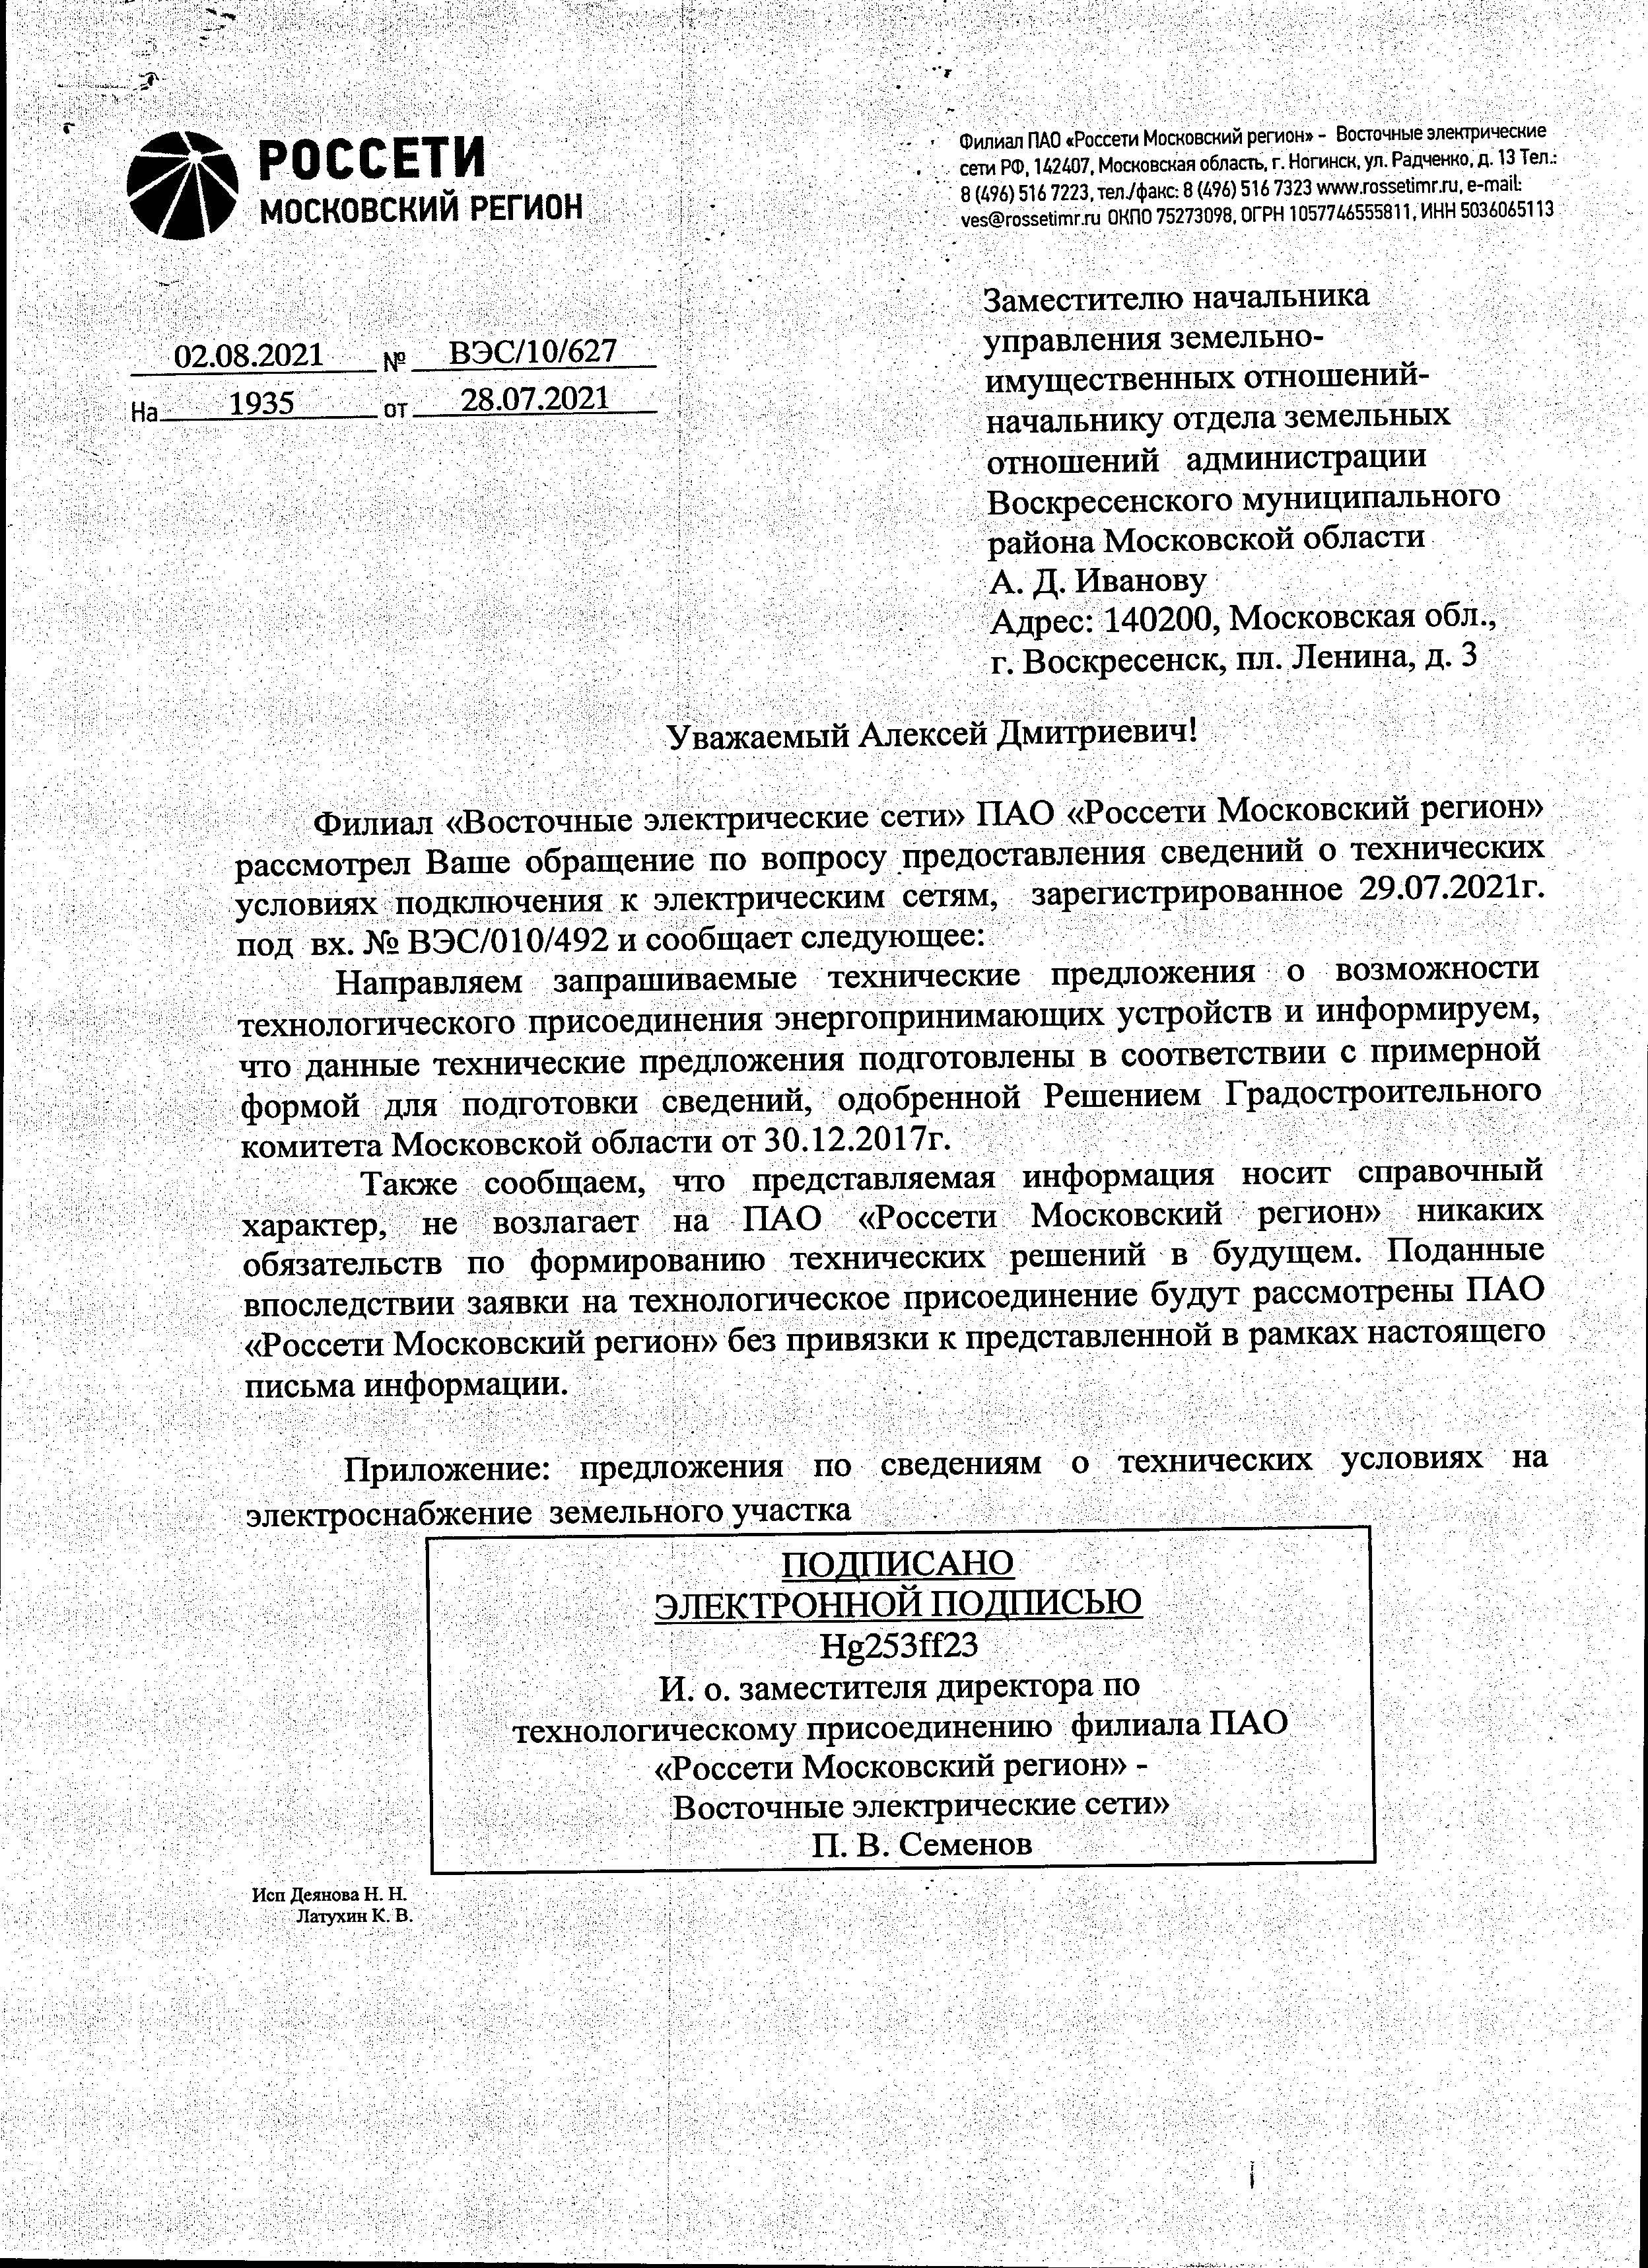 РОССЕТИ
МОСКОВСКИЙ РЕГИОН
Филиал ПАО «Россети Московский регион» - Восточные электрические
сети РФ, 142407, Московская область, г. Ногинск, ул. Радченко, д. 13 Тел.:
8 (496) 516 7223, тел./факс: 8 (496) 516 7323 www.rossetimr.ru, e-mail:
ves@rossetimr.ru ОКПО 75273098, ОГРН 1057746555811, ИНН 5036065113
02.08.2021 № ВЭС/10/627
На 1935 от 28.07.2021
Заместителю начальника
управления земельно-
имущественных отношений-
начальнику отдела земельных
отношений администрации
Воскресенского муниципального
района Московской области
А. Д. Иванову
Адрес: 140200, Московская обл.,
г. Воскресенск, пл. Ленина, д. 3
Уважаемый Алексей Дмитриевич!
Филиал «Восточные электрические сети» ПАО «Россети Московский регион»
рассмотрел Ваше обращение по вопросу предоставления сведений о технических
условиях подключения к электрическим сетям, зарегистрированное 29.07.2021г.
под вх. № ВЭС/010/492 и сообщает следующее:
Направляем запрашиваемые технические предложения о возможности
технологического присоединения энергопринимающих устройств и информируем,
что данные технические предложения подготовлены в соответствии с примерной
формой для подготовки сведений, одобренной Решением Градостроительного
комитета Московской области от 30.12.2017г.
Также сообщаем, что представляемая информация носит справочный
характер, не возлагает на ПАО «Россети Московский регион» никаких
обязательств по формированию технических решений в будущем. Поданные
впоследствии заявки на технологическое присоединение будут рассмотрены ПАО
«Россети Московский регион» без привязки к представленной в рамках настоящего
письма информации.
Приложение: предложения по сведениям о технических условиях на
электроснабжение земельного участка
ПОДПИСАНО
ЭЛЕКТРОННОЙ ПОДПИСЬЮ
Hg253ff23
И. о. заместителя директора по
технологическому присоединению филиала ПАО
«Россети Московский регион» -
Восточные электрические сети»
П. В. Семенов
Исп Деянова Н. Н.
Латухин К. В.